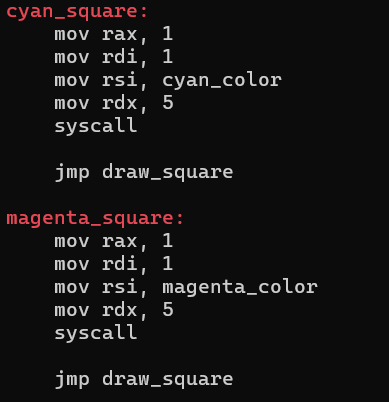 cyan_square:
    mov rax, 1
    mov rdi, 1
    mov rsi, cyan_color
    mov rdx, 5
    syscall

    jmp draw_square

magenta_square:
    mov rax, 1
    mov rdi, 1
    mov rsi, magenta_color
    mov rdx, 5
    syscall

    jmp draw_square